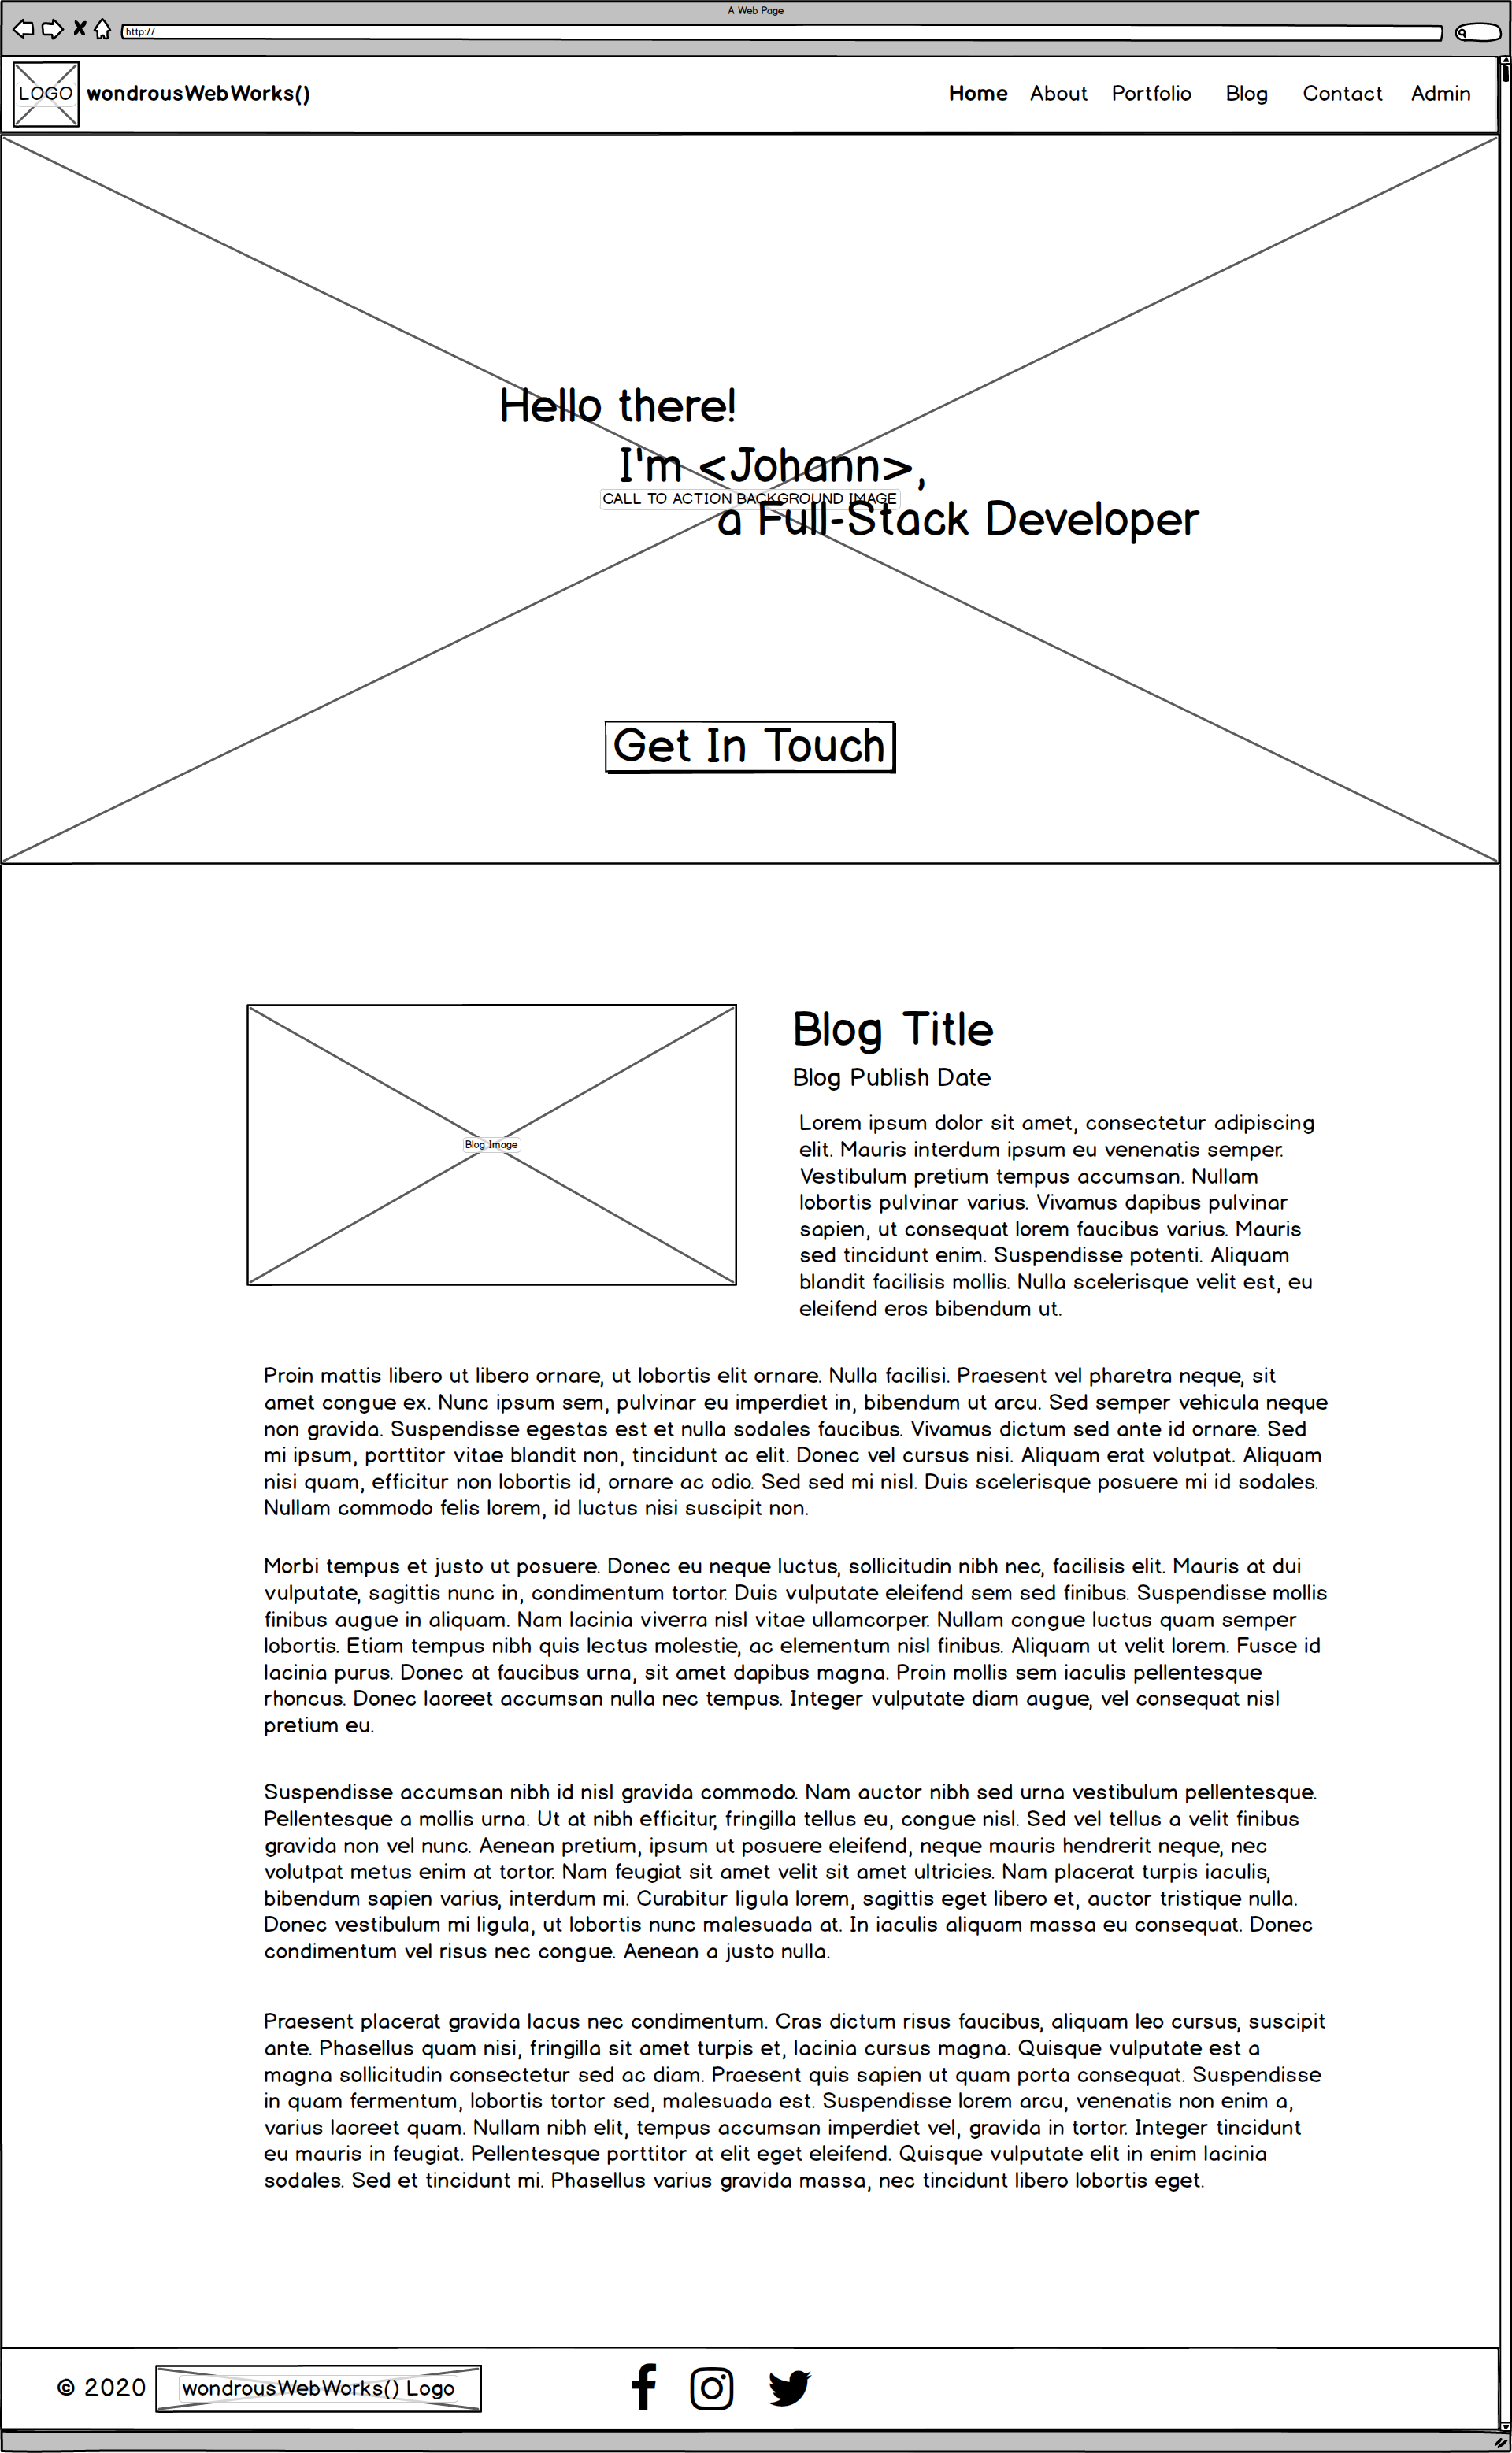 A Web Page
http://
LOGO wondrousWebWorks() Home About Portfolio Blog Contact Admin
Hello there!
I'm <Johann>,
CALL TO ACTION BACKGROUND IMAGE
a Full-Stack Developer
Get In Touch
Blog Image
Blog Title
Blog Publish Date
Lorem ipsum dolor sit amet, consectetur adipiscing
elit. Mauris interdum ipsum eu venenatis semper.
Vestibulum pretium tempus accumsan. Nullam
lobortis pulvinar varius. Vivamus dapibus pulvinar
sapien, ut consequat lorem faucibus varius. Mauris
sed tincidunt enim. Suspendisse potenti. Aliquam
blandit facilisis mollis. Nulla scelerisque velit est, eu
eleifend eros bibendum ut.
Proin mattis libero ut libero ornare, ut lobortis elit ornare. Nulla facilisi. Praesent vel pharetra neque, sit
amet congue ex. Nunc ipsum sem, pulvinar eu imperdiet in, bibendum ut arcu. Sed semper vehicula neque
non gravida. Suspendisse egestas est et nulla sodales faucibus. Vivamus dictum sed ante id ornare. Sed
mi ipsum, porttitor vitae blandit non, tincidunt ac elit. Donec vel cursus nisi. Aliquam erat volutpat. Aliquam
nisi quam, efficitur non lobortis id, ornare ac odio. Sed sed mi nisl. Duis scelerisque posuere mi id sodales.
Nullam commodo felis lorem, id luctus nisi suscipit non.
Morbi tempus et justo ut posuere. Donec eu neque luctus, sollicitudin nibh nec, facilisis elit. Mauris at dui
vulputate, sagittis nunc in, condimentum tortor. Duis vulputate eleifend sem sed finibus. Suspendisse mollis
finibus augue in aliquam. Nam lacinia viverra nisl vitae ullamcorper. Nullam congue luctus quam semper
lobortis. Etiam tempus nibh quis lectus molestie, ac elementum nisl finibus. Aliquam ut velit lorem. Fusce id
lacinia purus. Donec at faucibus urna, sit amet dapibus magna. Proin mollis sem iaculis pellentesque
rhoncus. Donec laoreet accumsan nulla nec tempus. Integer vulputate diam augue, vel consequat nisl
pretium eu.
Suspendisse accumsan nibh id nisl gravida commodo. Nam auctor nibh sed urna vestibulum pellentesque.
Pellentesque a mollis urna. Ut at nibh efficitur, fringilla tellus eu, congue nisl. Sed vel tellus a velit finibus
gravida non vel nunc. Aenean pretium, ipsum ut posuere eleifend, neque mauris hendrerit neque, nec
volutpat metus enim at tortor. Nam feugiat sit amet velit sit amet ultricies. Nam placerat turpis iaculis,
bibendum sapien varius, interdum mi. Curabitur ligula lorem, sagittis eget libero et, auctor tristique nulla.
Donec vestibulum mi ligula, ut lobortis nunc malesuada at. In iaculis aliquam massa eu consequat. Donec
condimentum vel risus nec congue. Aenean a justo nulla.
Praesent placerat gravida lacus nec condimentum. Cras dictum risus faucibus, aliquam leo cursus, suscipit
ante. Phasellus quam nisi, fringilla sit amet turpis et, lacinia cursus magna. Quisque vulputate est a
magna sollicitudin consectetur sed ac diam. Praesent quis sapien ut quam porta consequat. Suspendisse
in quam fermentum, lobortis tortor sed, malesuada est. Suspendisse lorem arcu, venenatis non enim a,
varius laoreet quam. Nullam nibh elit, tempus accumsan imperdiet vel, gravida in tortor. Integer tincidunt
eu mauris in feugiat. Pellentesque porttitor at elit eget eleifend. Quisque vulputate elit in enim lacinia
sodales. Sed et tincidunt mi. Phasellus varius gravida massa, nec tincidunt libero lobortis eget.
© 2020 wondrousWebWorks() Logo